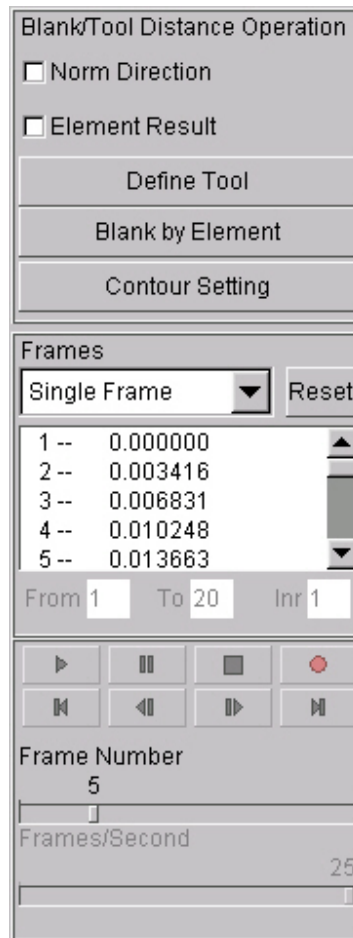 Blank/Tool Distance Operation
Norm Direction
Element Result
Define Tool
Blank by Element
Contour Setting
Frames
Single Frame Reset
1 -- 0.000000
2 -- 0.003416
3 -- 0.006831
4 -- 0.010248
5 -- 0.013663
From 1 To 20 Inr 1
Frame Number
5
Frames/Second
25